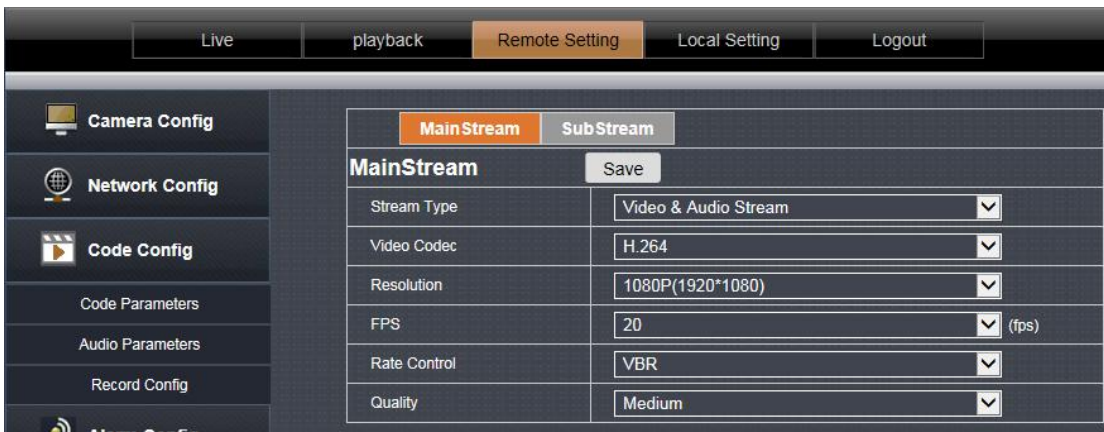 Live playback Remote Setting Local Setting Logout
Camera Config
Network Config
Code Config
Code Parameters
Audio Parameters
Record Config
MainStream SubStream
MainStream Save
Stream Type Video & Audio Stream
Video Codec H.264
Resolution 1080P(1920*1080)
FPS 20 (fps)
Rate Control VBR
Quality Medium